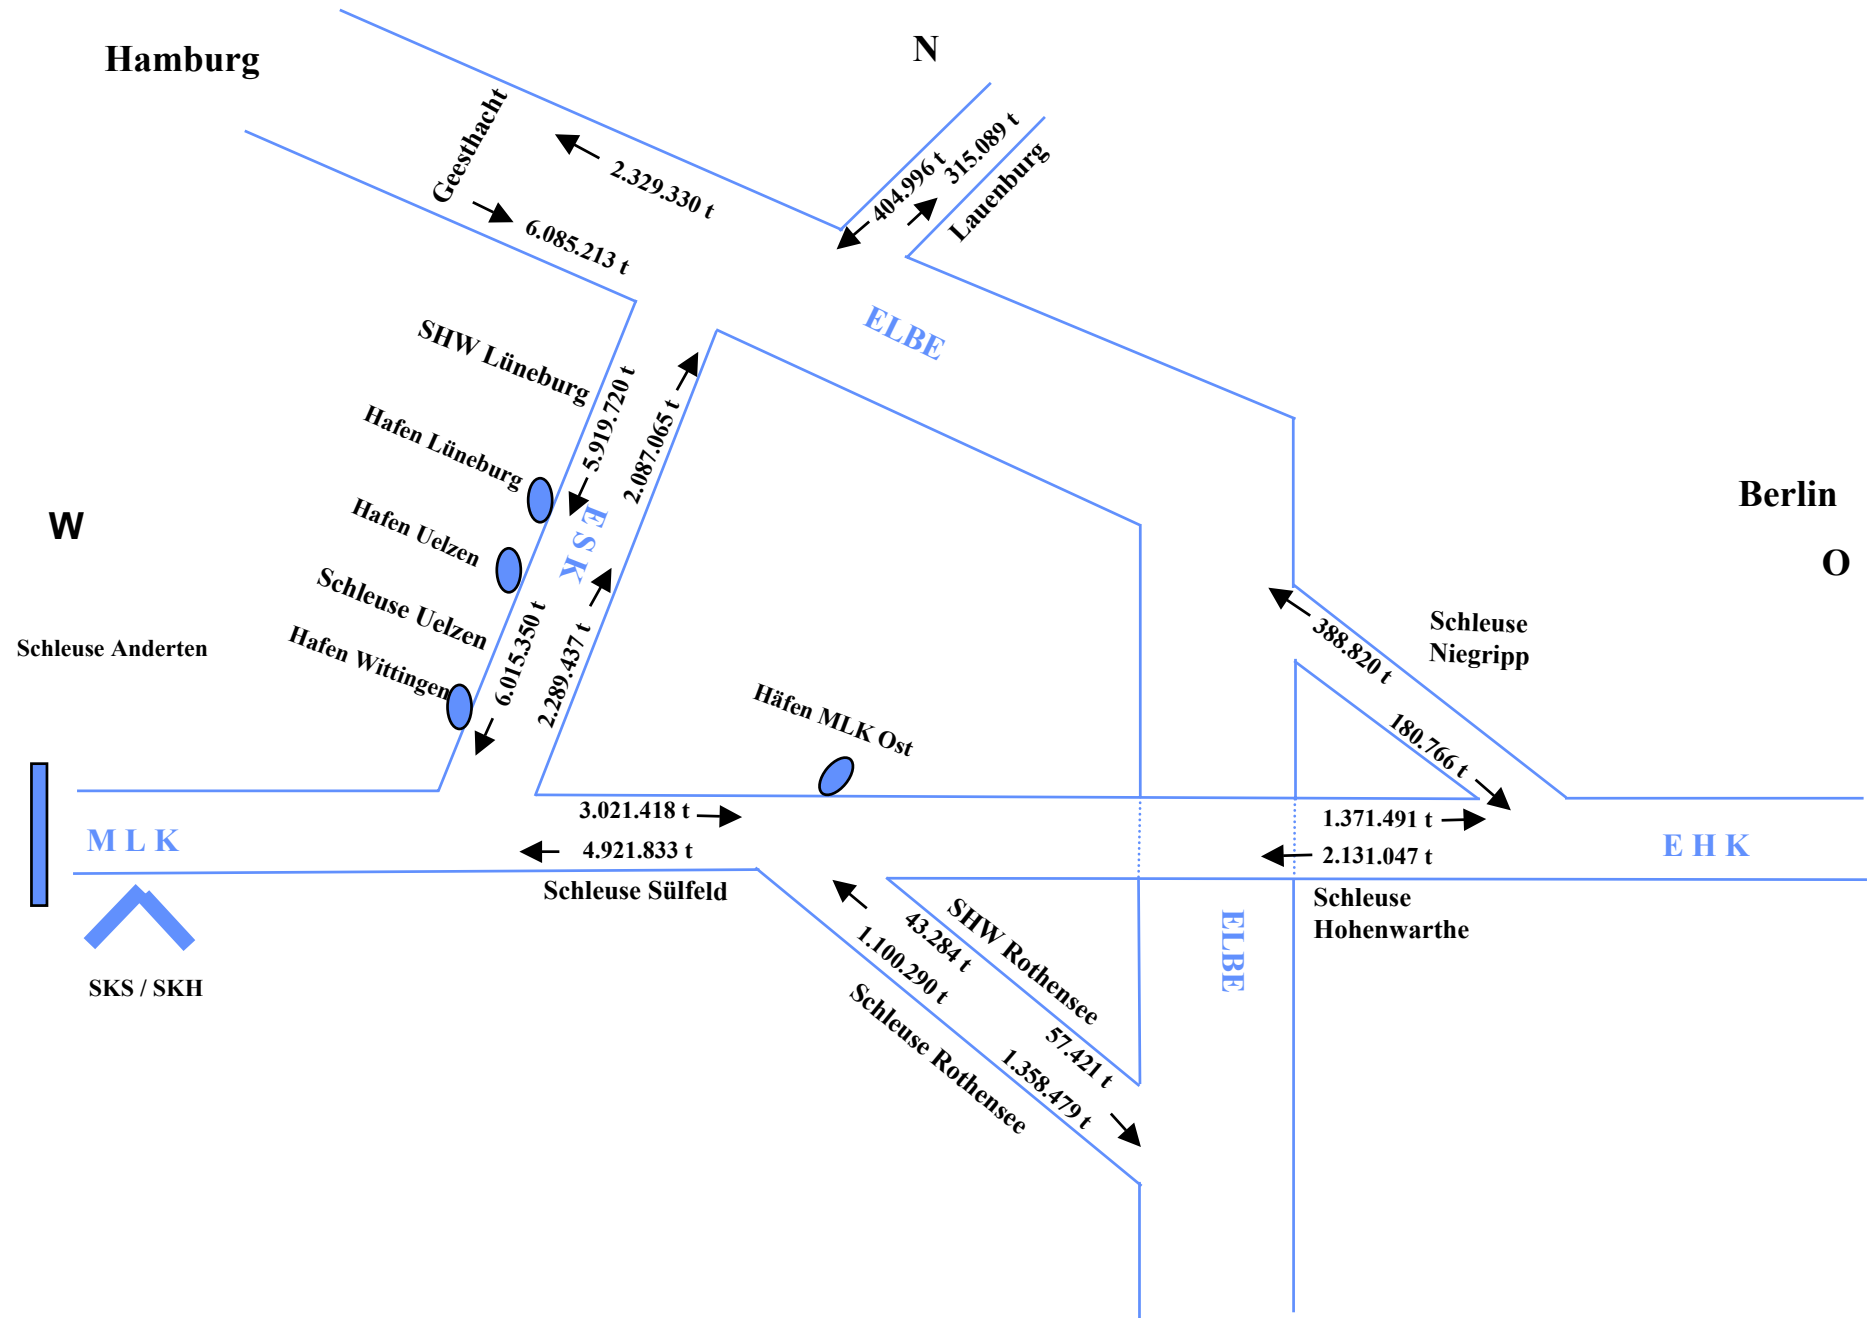 Hamburg
N
Geesthacht
2.329.330 t
6.085.213 t
404.996 t
315.089 t
Lauenburg
ELBE
SHW Lüneburg
Hafen Lüneburg
Hafen Uelzen
Schleuse Uelzen
Hafen Wittingen
5.919.720 t
2.087.065 t
E S K
6.015.350 t
2.289.437 t
W
Schleuse Anderten
Berlin
O
Schleuse
Niegripp
388.820 t
180.766 t
Häfen MLK Ost
3.021.418 t
4.921.833 t
M L K
Schleuse Sülfeld
1.371.491 t
2.131.047 t
E H K
Schleuse
Hohenwarthe
SKS / SKH
SHW Rothensee
43.284 t
1.100.290 t
Schleuse Rothensee
57.421 t
1.358.479 t
ELBE